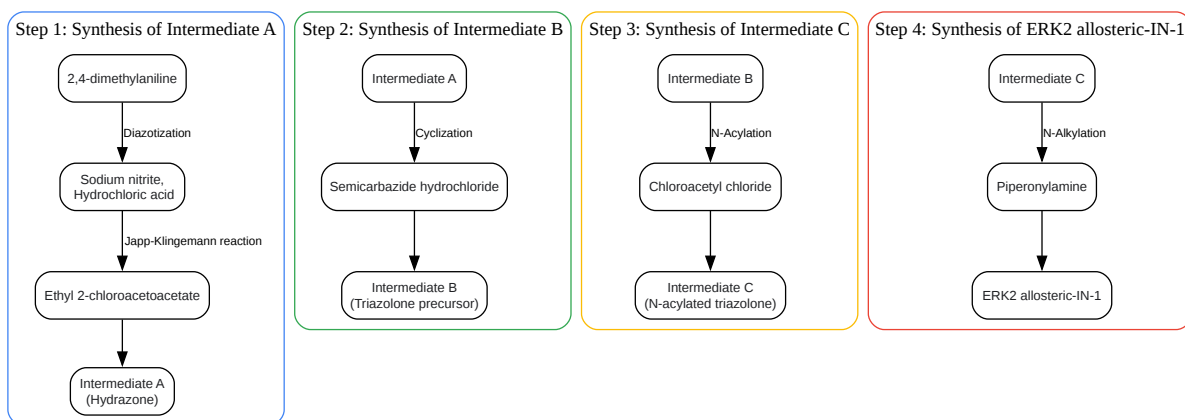 Step 1: Synthesis of Intermediate A
2,4-dimethylaniline
Diazotization
Sodium nitrite,
Hydrochloric acid
Japp-Klingemann reaction
Ethyl 2-chloroacetoacetate
Intermediate A
(Hydrazone)
Step 2: Synthesis of Intermediate B
Intermediate A
Cyclization
Semicarbazide hydrochloride
Intermediate B
(Triazolone precursor)
Step 3: Synthesis of Intermediate C
Intermediate B
N-Acylation
Chloroacetyl chloride
Intermediate C
(N-acylated triazolone)
Step 4: Synthesis of ERK2 allosteric-IN-1
Intermediate C
N-Alkylation
Piperonylamine
ERK2 allosteric-IN-1